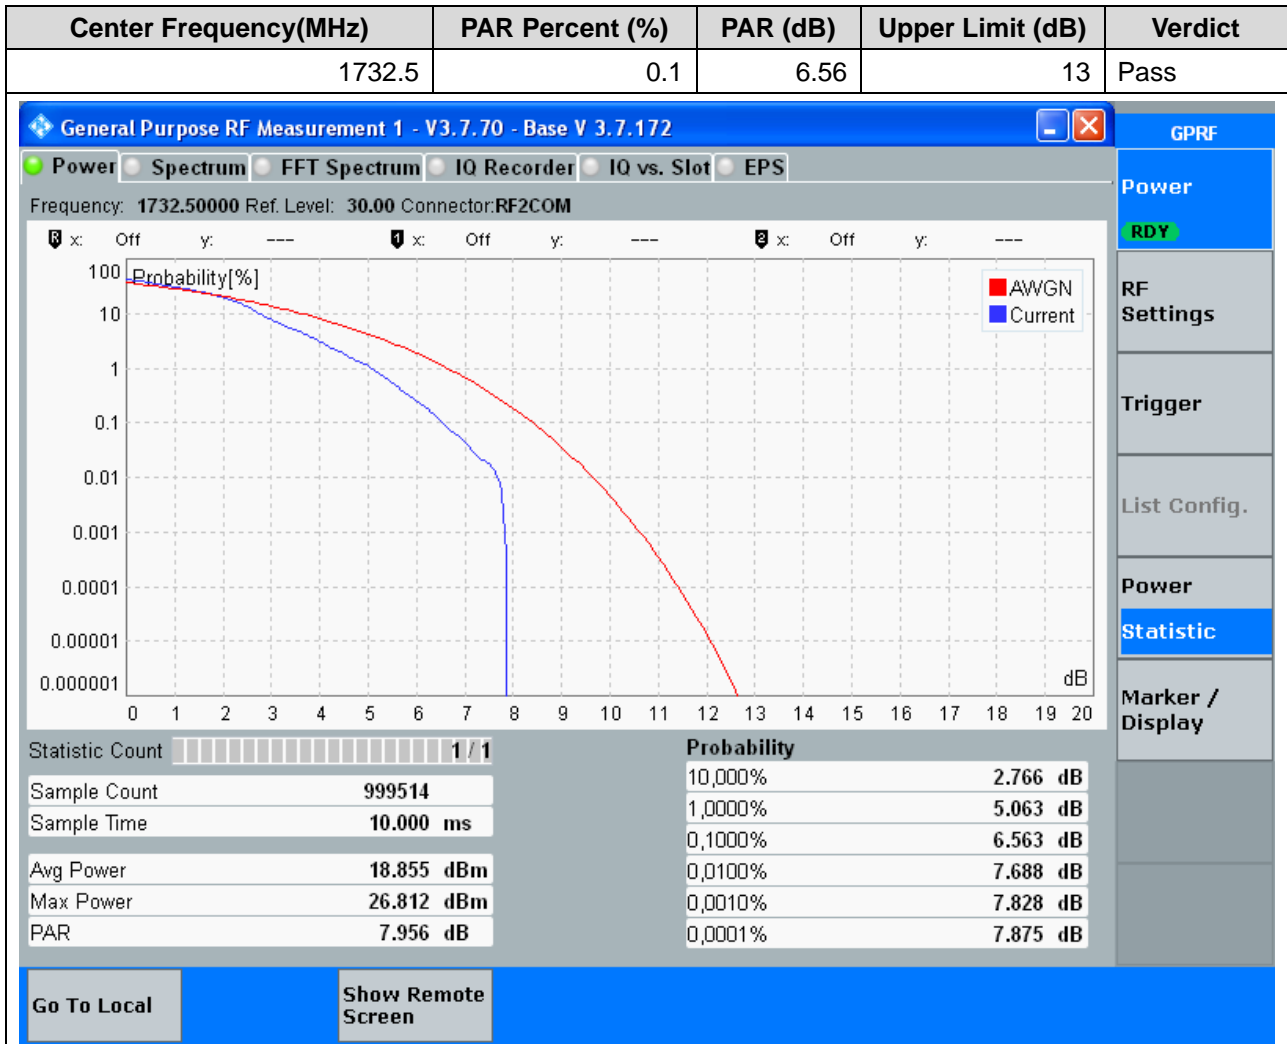 Center Frequency(MHz) PAR Percent (%) PAR (dB) Upper Limit (dB) Verdict
1732.5 0.1 6.56 13 Pass
General Purpose RF Measurement 1 - V3.7.70 - Base V 3.7.172
GPRF
Power Spectrum FFT Spectrum IQ Recorder IQ vs. Slot EPS
Power
RDY
Frequency: 1732.50000 Ref. Level: 30.00 Connector:RF2COM
R x: Off y: --- 1 x: Off y: --- 2 x: Off y: ---
Probability[%]
AWGN
Current
100
10
1
0.1
0.01
0.001
0.0001
0.00001
0.000001
dB
0 1 2 3 4 5 6 7 8 9 10 11 12 13 14 15 16 17 18 19 20
RF
Settings
Trigger
List Config.
Power
Statistic
Marker /
Display
Statistic Count 1 / 1
Sample Count 999514
Sample Time 10.000 ms
Avg Power 18.855 dBm
Max Power 26.812 dBm
PAR 7.956 dB
Probability
10,000% 2.766 dB
1,0000% 5.063 dB
0,1000% 6.563 dB
0,0100% 7.688 dB
0,0010% 7.828 dB
0,0001% 7.875 dB
Go To Local
Show Remote
Screen